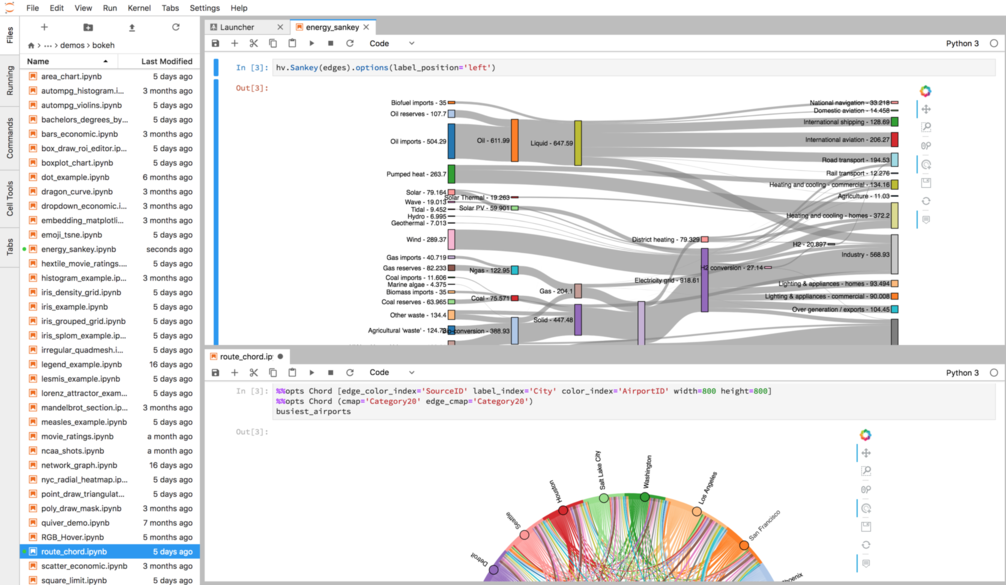 File Edit View Run Kernel Tabs Settings Help
Files
Running
Commands
Cell Tools
Tabs
> ··· > demos > bokeh
Name Last Modified
area_chart.ipynb 5 days ago
autompg_histogram.i... 3 months ago
autompg_violins.ipynb 5 days ago
bachelors_degrees_by... 5 days ago
bars_economic.ipynb 3 months ago
box_draw_roi_editor.ip... 5 days ago
boxplot_chart.ipynb 5 days ago
dot_example.ipynb 6 months ago
dragon_curve.ipynb 3 months ago
dropdown_economic.i... 3 months ago
embedding_matplotli... 3 months ago
emoji_tsne.ipynb 5 days ago
energy_sankey.ipynb seconds ago
hextile_movie_ratings.... 5 days ago
histogram_example.ip... 3 months ago
iris_density_grid.ipynb 5 days ago
iris_example.ipynb 5 days ago
iris_grouped_grid.ipynb 5 days ago
iris_splom_example.ip... 5 days ago
irregular_quadmesh.i... 3 months ago
legend_example.ipynb 16 days ago
lesmis_example.ipynb 5 days ago
lorenz_attractor_exam... 5 days ago
mandelbrot_section.ip... 3 months ago
measles_example.ipynb 5 days ago
movie_ratings.ipynb a month ago
ncaa_shots.ipynb a month ago
network_graph.ipynb 16 days ago
nyc_radial_heatmap.ip... 5 days ago
point_draw_triangulat... 5 days ago
poly_draw_mask.ipynb 3 months ago
quiver_demo.ipynb 7 months ago
RGB_Hover.ipynb 5 months ago
route_chord.ipynb 5 days ago
scatter_economic.ipynb 3 months ago
square_limit.ipynb 5 days ago
Launcher
energy_sankey
Code
Python 3
In [3]: hv.Sankey(edges).options(label_position='left')
Out[3]:
Biofuel imports - 35
Oil reserves - 107.7
Oil imports - 504.29
Pumped heat - 263.7
Solar - 79.164
Wave - 19.013
Tidal - 9.452
Hydro - 6.995
Geothermal - 7.013
Wind - 289.37
Gas imports - 40.719
Gas reserves - 82.233
Coal imports - 11.606
Marine algae - 4.375
Biomass imports - 35
Coal reserves - 63.965
Other waste - 134.4
Agricultural 'waste' - 124.73
Oil - 611.99
Solar Thermal - 19.263
Solar PV - 59.901
Ngas - 122.95
Coal - 75.571
Liquid - 647.59
Gas - 204.1
Solid - 447.48
District heating - 79.329
Electricity grid - 918.61
H2 conversion - 27.14
H2 - 20.897
National navigation - 33.218
Domestic aviation - 14.458
International shipping - 128.69
International aviation - 206.27
Road transport - 194.53
Rail transport - 12.276
Heating and cooling - commercial - 134.16
Agriculture - 11.03
Heating and cooling - homes - 372.2
Industry - 568.93
Lighting & appliances - homes - 93.494
Lighting & appliances - commercial - 90.008
Over generation / exports - 104.45
route_chord.ip
Code
Python 3
In [3]: %%opts Chord [edge_color_index='SourceID' label_index='City' color_index='AirportID' width=800 height=800]
%%opts Chord (cmap='Category20' edge_cmap='Category20')
busiest_airports
Out[3]:
Detroit
Seattle
Houston
Salt Lake City
Washington
Los Angeles
San Francisco